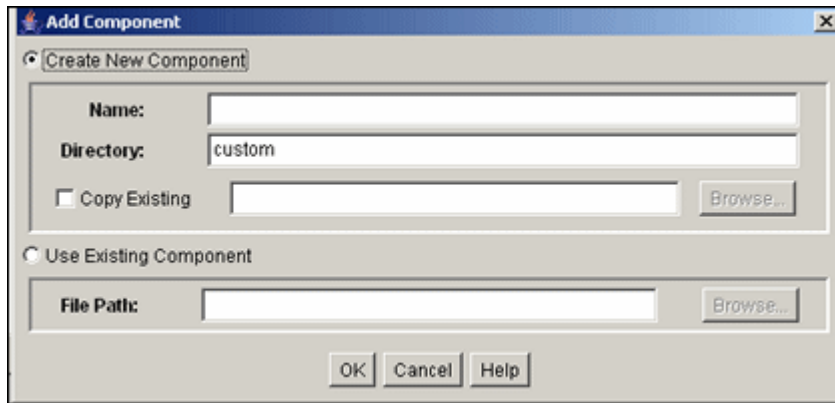 Add Component
Create New Component
Name:
Directory: custom
Copy Existing Browse...
Use Existing Component
File Path: Browse...
OK Cancel Help